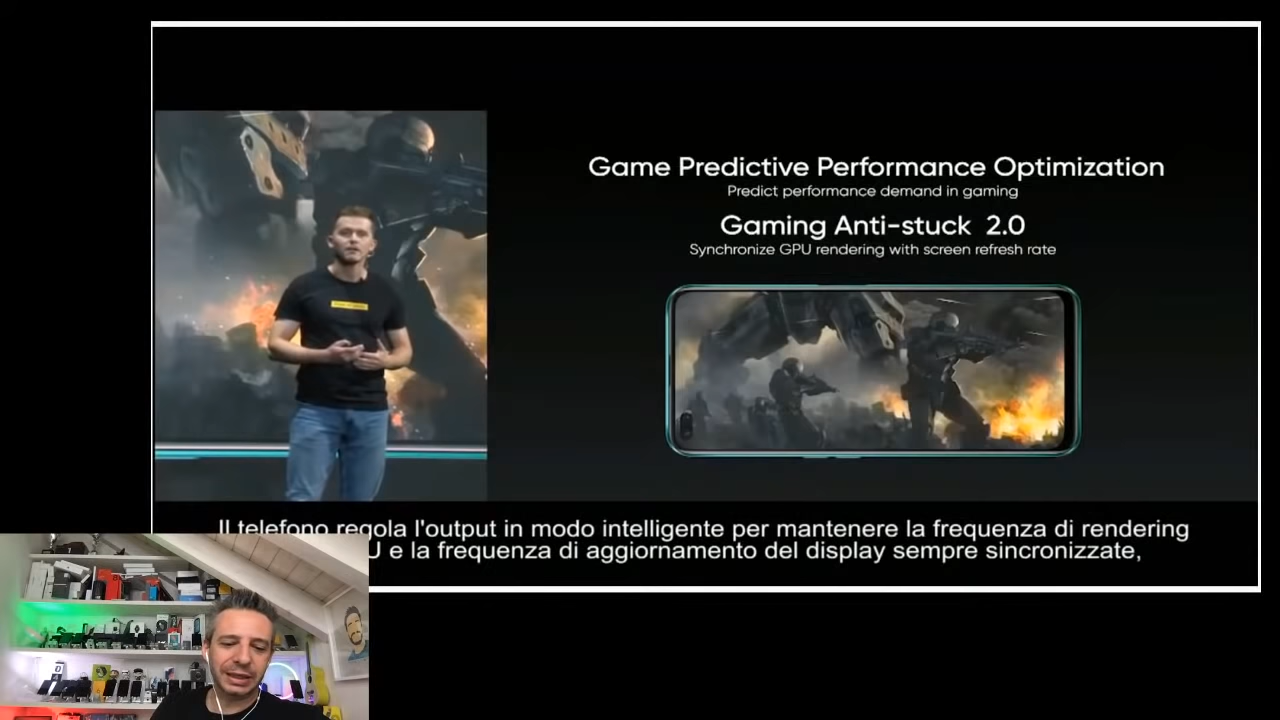 Game Predictive Performance Optimization
Predict performance demand in gaming
Gaming Anti-stuck 2.0
Synchronize GPU rendering with screen refresh rate
Il telefono regola l'output in modo intelligente per mantenere la frequenza di rendering
e la frequenza di aggiornamento del display sempre sincronizzate,